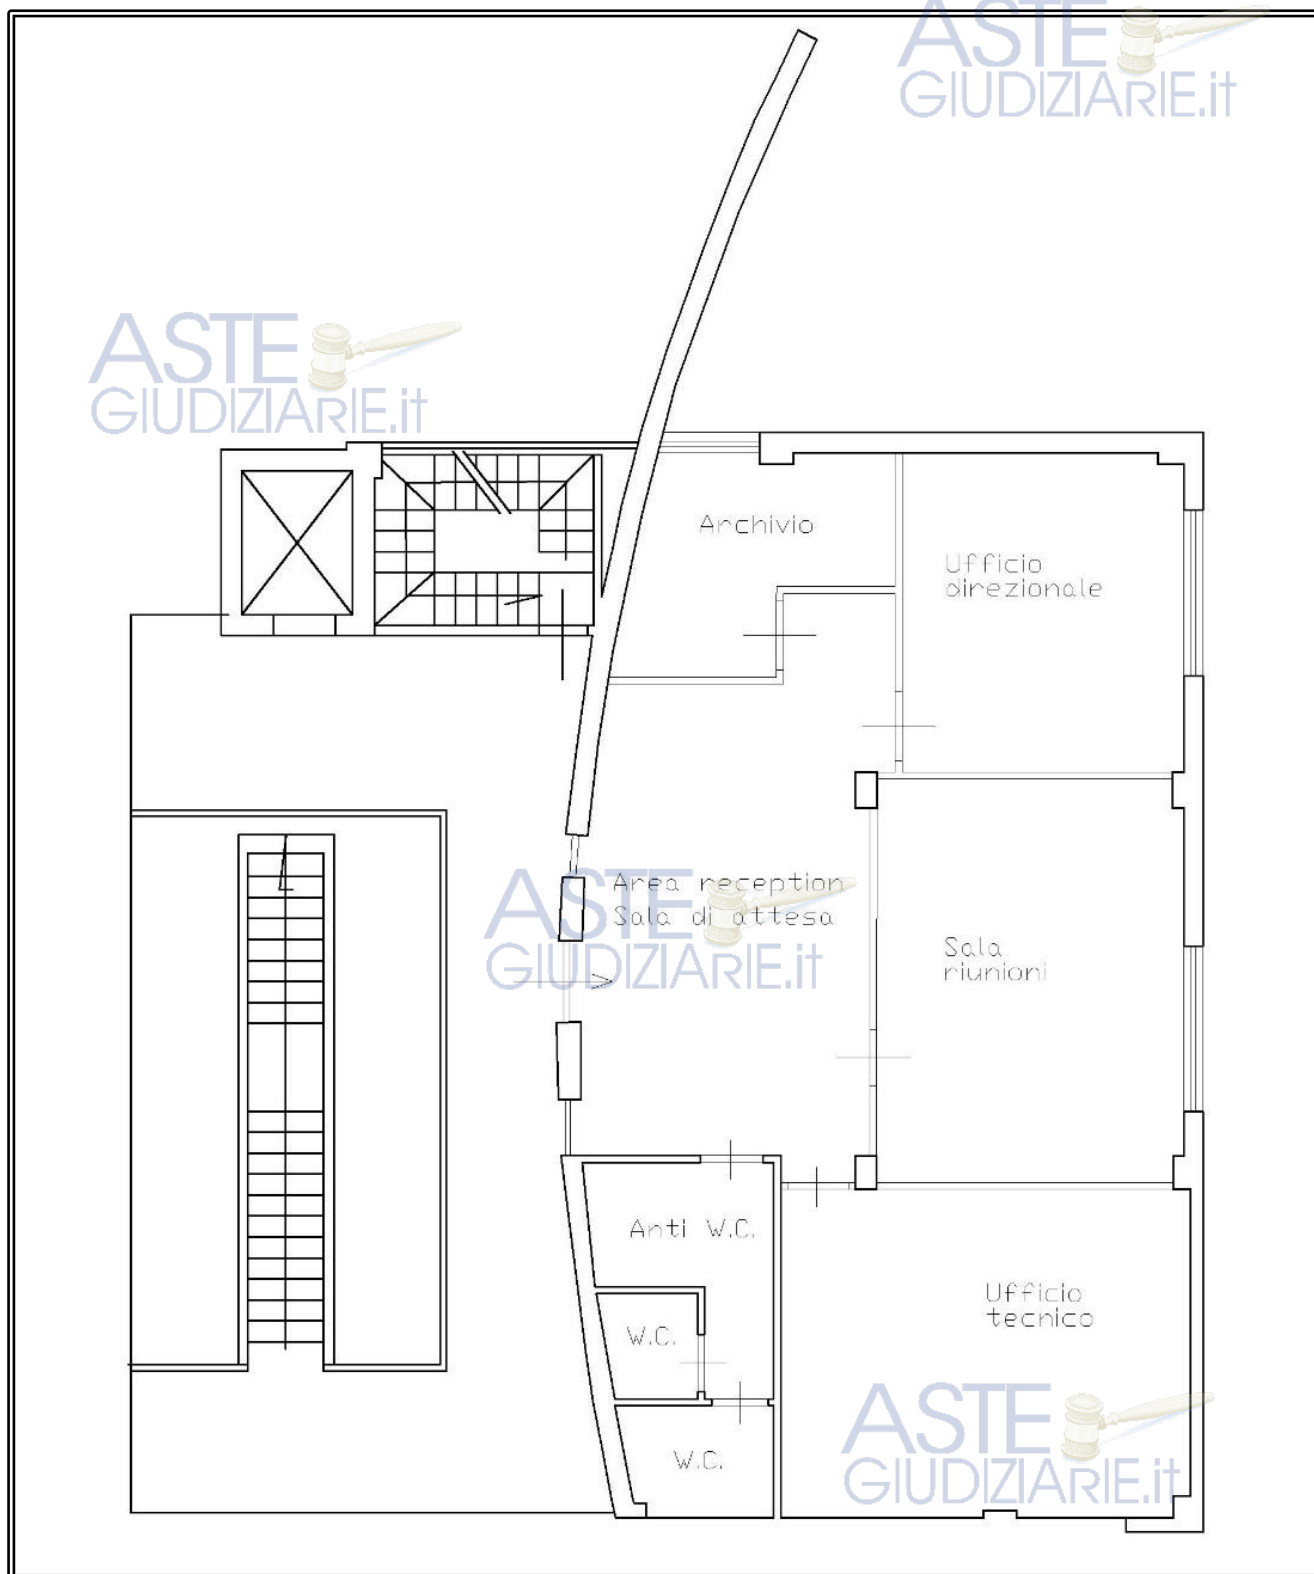 ASTE
GIUDIZIARIE.it
ASTE
GIUDIZIARIE.it
Archivio
Ufficio
direzionale
Area reception
Sala di attesa
ASTE
GIUDIZIARIE.it
Sala
riunioni
Anti W.C.
W.C.
Ufficio
tecnico
W.C.
ASTE
GIUDIZIARIE.it